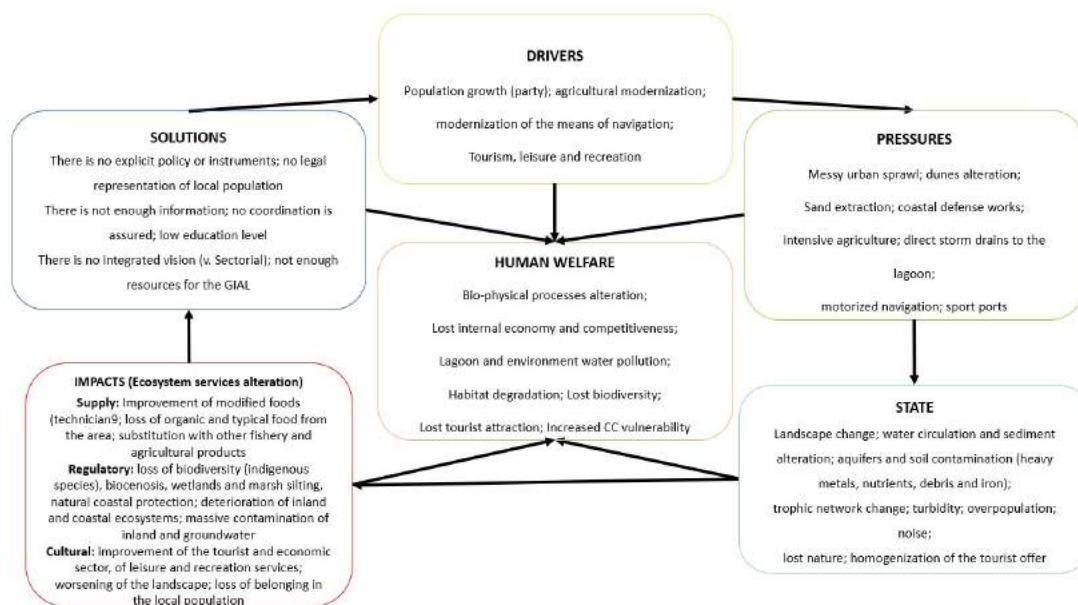 DRIVERS
Population growth (party); agricultural modernization;
modernization of the means of navigation;
Tourism, leisure and recreation
SOLUTIONS
There is no explicit policy or instruments; no legal
representation of local population
There is not enough information; no coordination is
assured; low education level
There is no integrated vision (v. Sectorial); not enough
resources for the GIAL
PRESSURES
Messy urban sprawl; dunes alteration;
Sand extraction; coastal defense works;
intensive agriculture; direct storm drains to the
lagoon;
motorized navigation; sport ports
HUMAN WELFARE
Bio-physical processes alteration;
Lost internal economy and competitiveness;
Lagoon and environment water pollution;
Habitat degradation; Lost biodiversity;
Lost tourist attraction; Increased CC vulnerability
IMPACTS (Ecosystem services alteration)
Supply: Improvement of modified foods
(technician9; loss of organic and typical food from
the area; substitution with other fishery and
agricultural products
Regulatory: loss of biodiversity (indigenous
species), biocenosis, wetlands and marsh silting,
natural coastal protection; deterioration of inland
and coastal ecosystems; massive contamination of
inland and groundwater
Cultural: improvement of the tourist and economic
sector, of leisure and recreation services;
worsening of the landscape; loss of belonging in
the local population
STATE
Landscape change; water circulation and sediment
alteration; aquifers and soil contamination (heavy
metals, nutrients, debris and iron);
trophic network change; turbidity; overpopulation;
noise;
lost nature; homogenization of the tourist offer